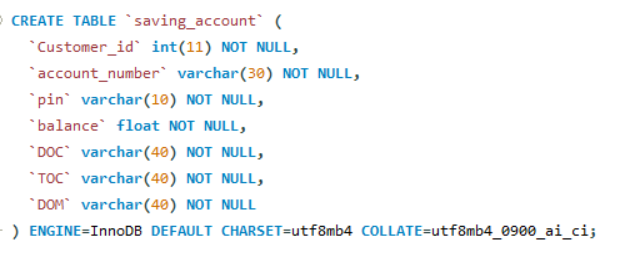 CREATE TABLE `saving_account` (
`Customer_id` int(11) NOT NULL,
`account_number` varchar(30) NOT NULL,
`pin` varchar(10) NOT NULL,
`balance` float NOT NULL,
`DOC` varchar(40) NOT NULL,
`TOC` varchar(40) NOT NULL,
`DOM` varchar(40) NOT NULL
) ENGINE=InnoDB DEFAULT CHARSET=utf8mb4 COLLATE=utf8mb4_0900_ai_ci;